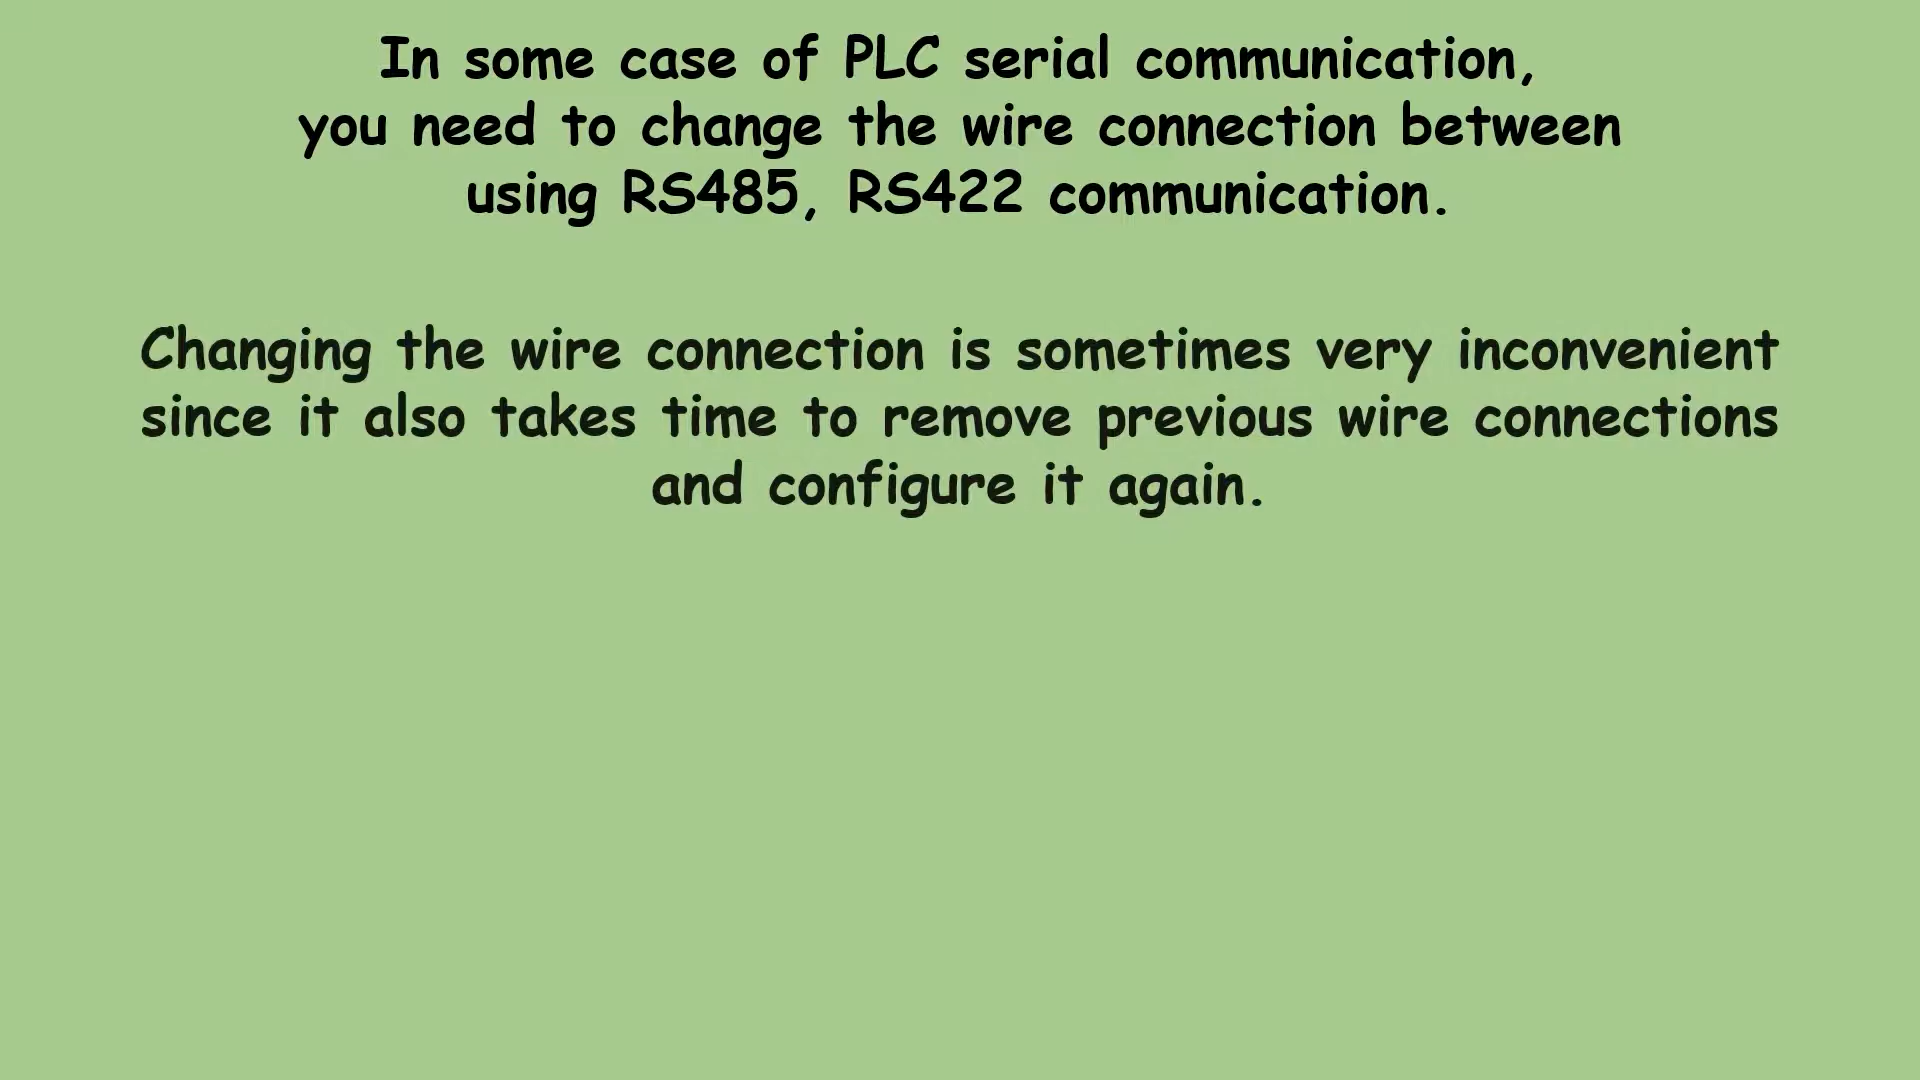 In some case of PLC serial communication,
you need to change the wire connection between
using RS485, RS422 communication.
Changing the wire connection is sometimes very inconvenient
since it also takes time to remove previous wire connections
and configure it again.